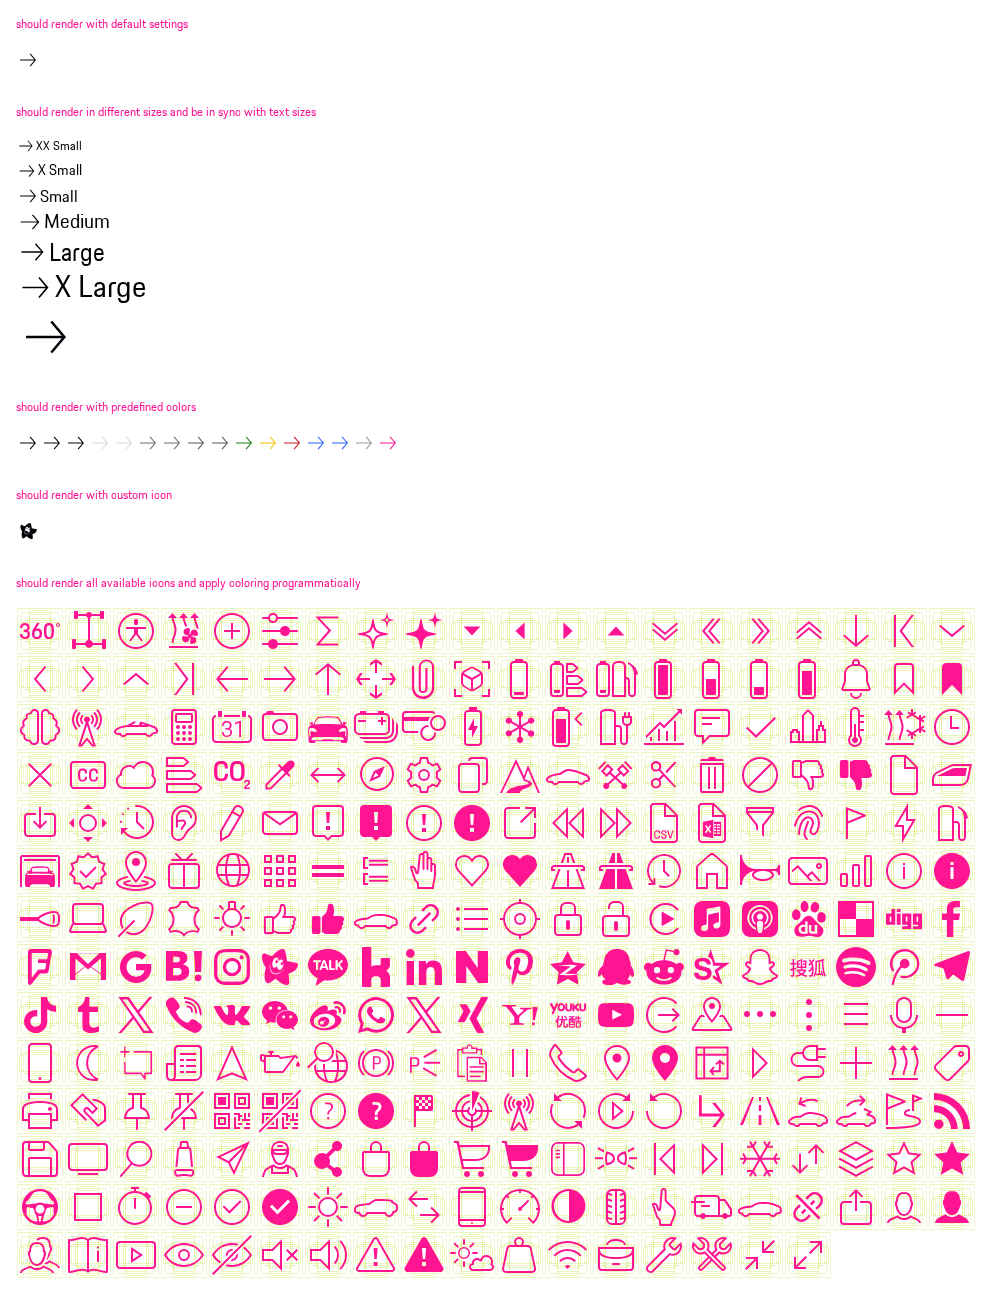 should render with default settings
should render in different sizes and be in sync with text sizes
XX Small
X Small
Small
Medium
Large
X Large
should render with predefined colors
should render with custom icon
should render all available icons and apply coloring programmatically
360°
31
CC
CO2
CSV
X
du
digg
TALK
搜狐
Y!
YOUKU
优酷
P
P